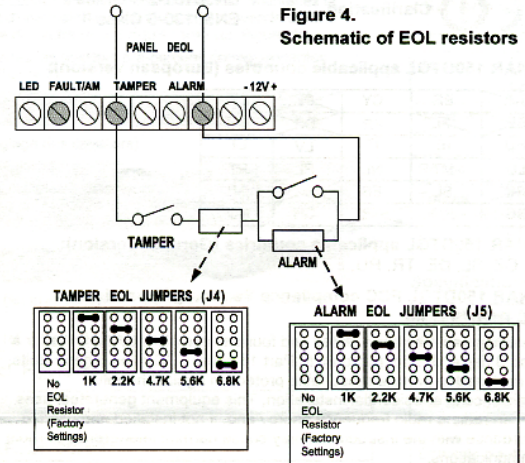 Figure 4.
Schematic of EOL resistors
PANEL DEOL
LED FAULT/AM TAMPER ALARM -12V+
TAMPER
ALARM
TAMPER EOL JUMPERS (J4)
1K 2.2K 4.7K 5.6K 6.8K
No
EOL
Resistor
(Factory
Settings)
ALARM EOL JUMPERS (J5)
No 1K 2.2K 4.7K 5.6K 6.8K
EOL
Resistor
(Factory
Settings)